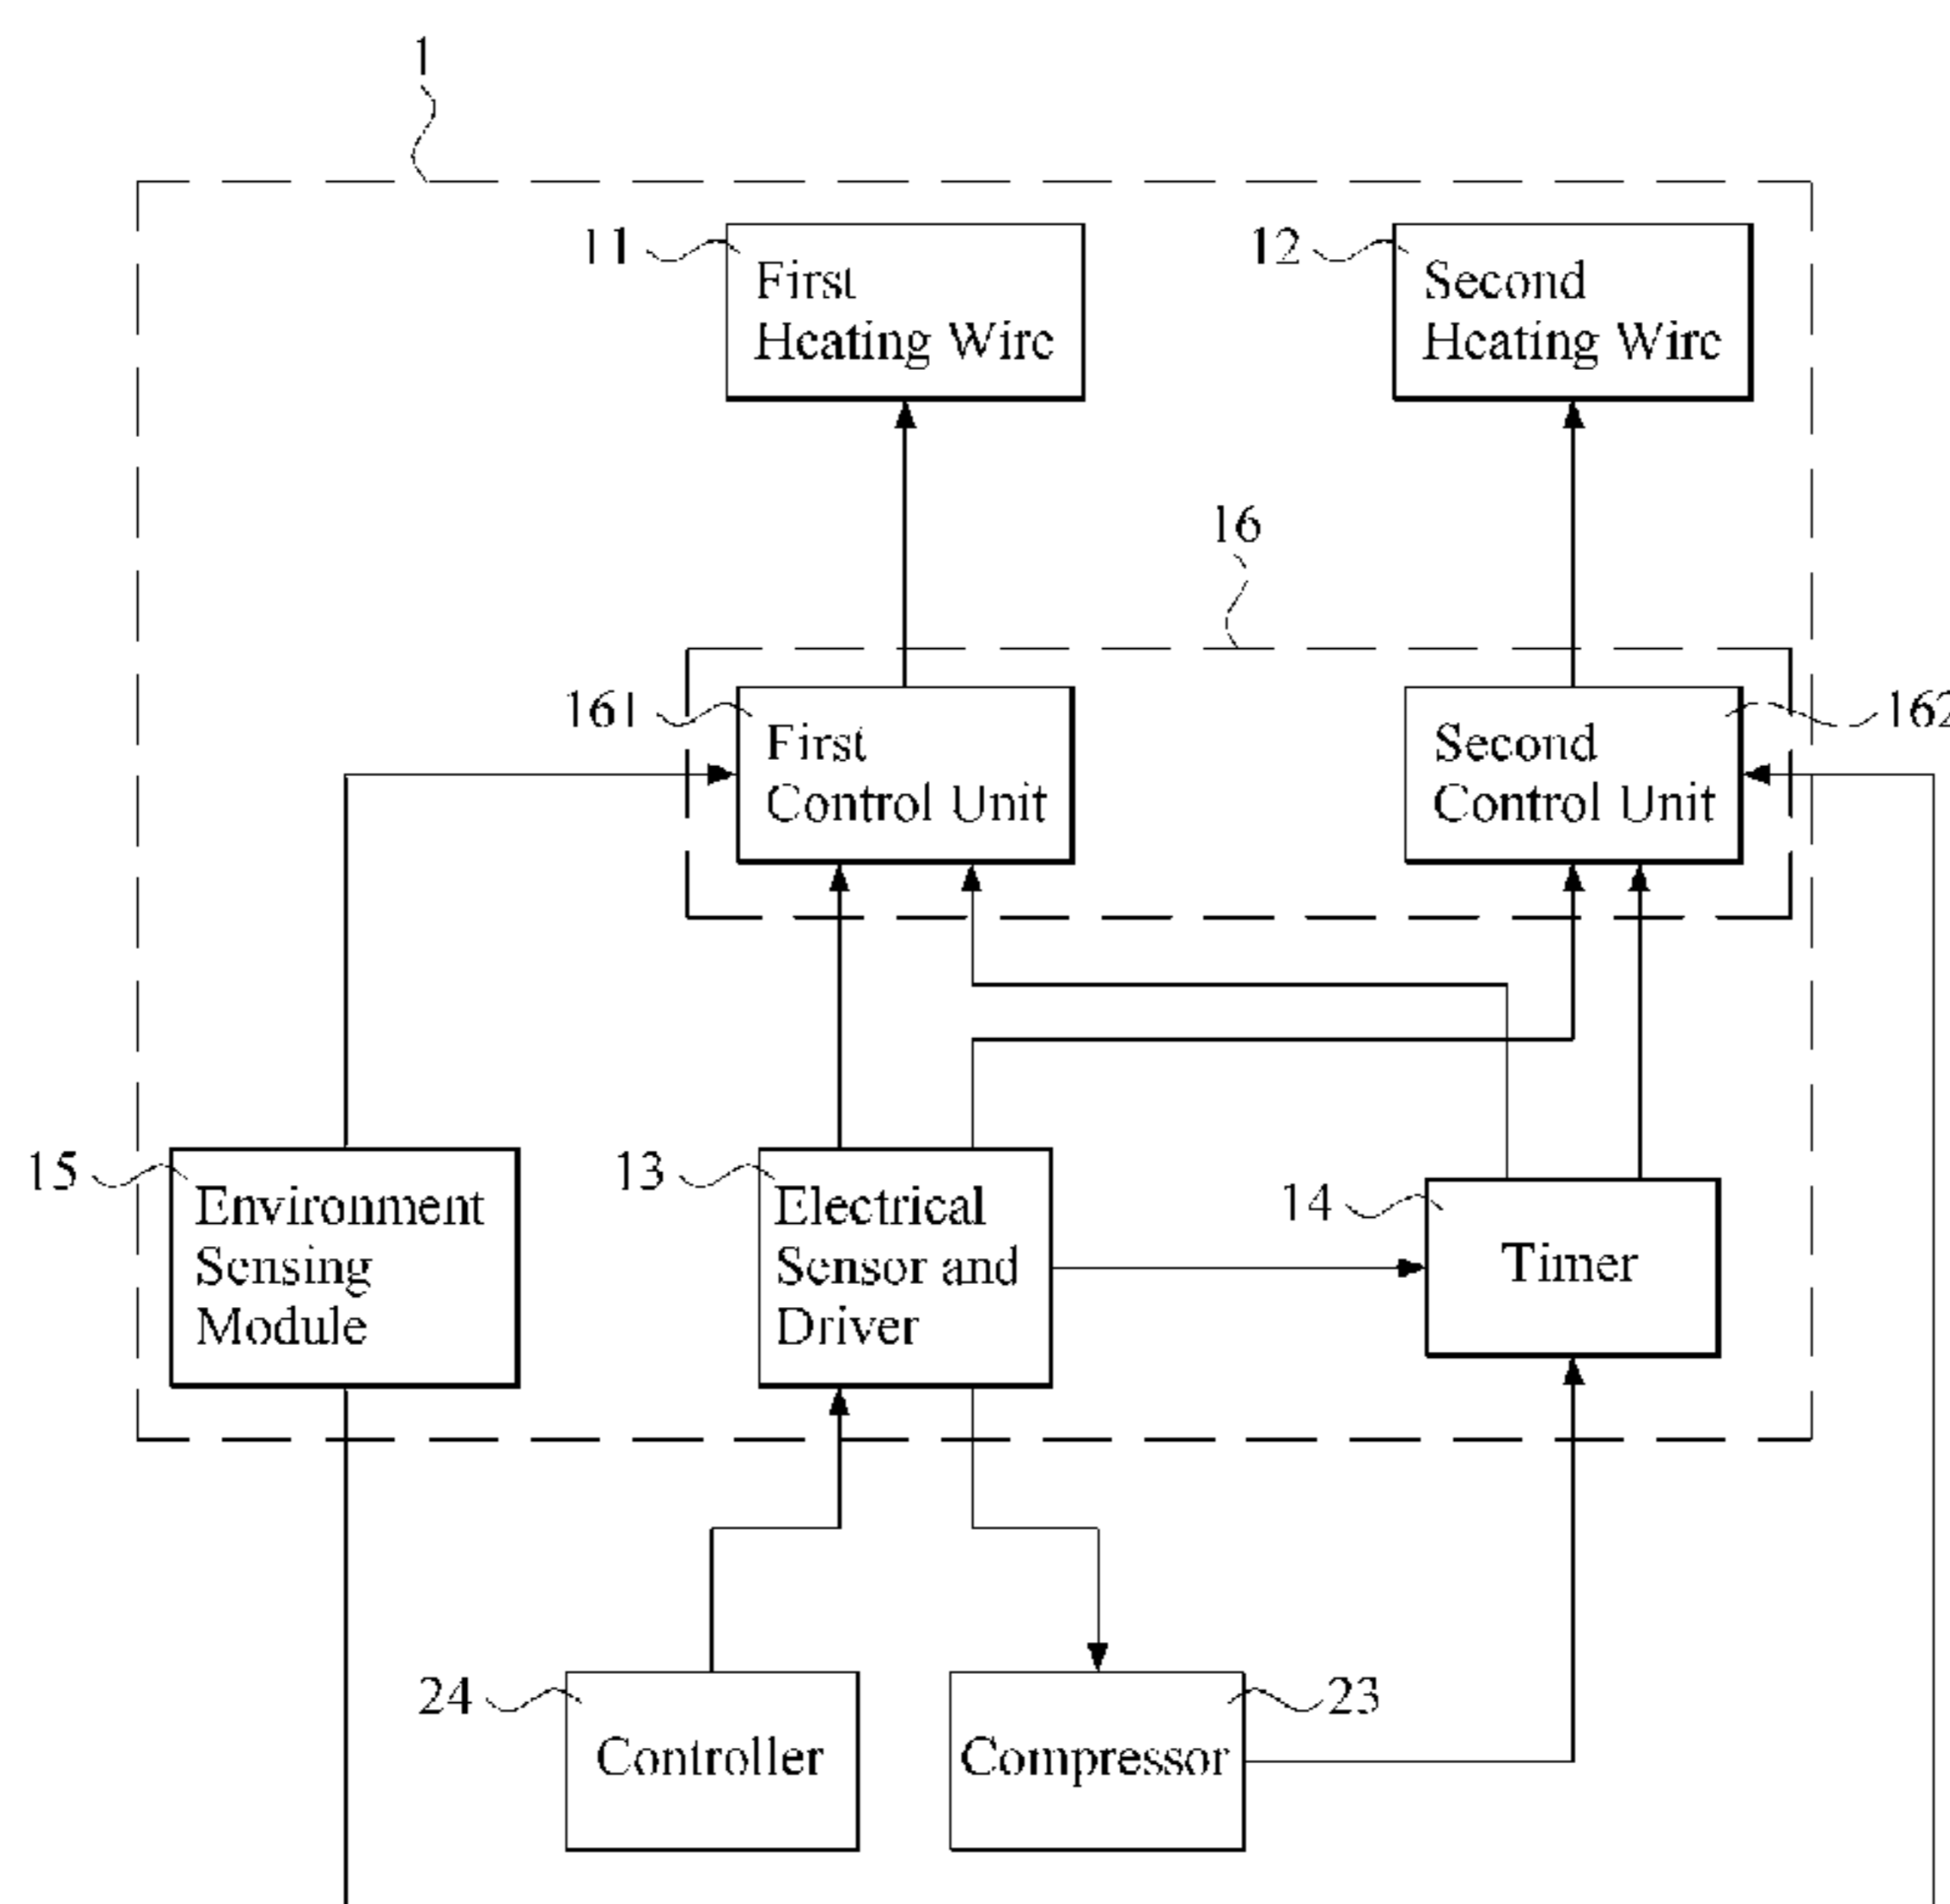 1
11
First
Heating Wire
12
Second
Heating Wire
16
161
First
Control Unit
Second
Control Unit
162
15
Environment
Sensing
Module
13
Electrical
Sensor and
Driver
14
Timer
24
Controller
23
Compressor